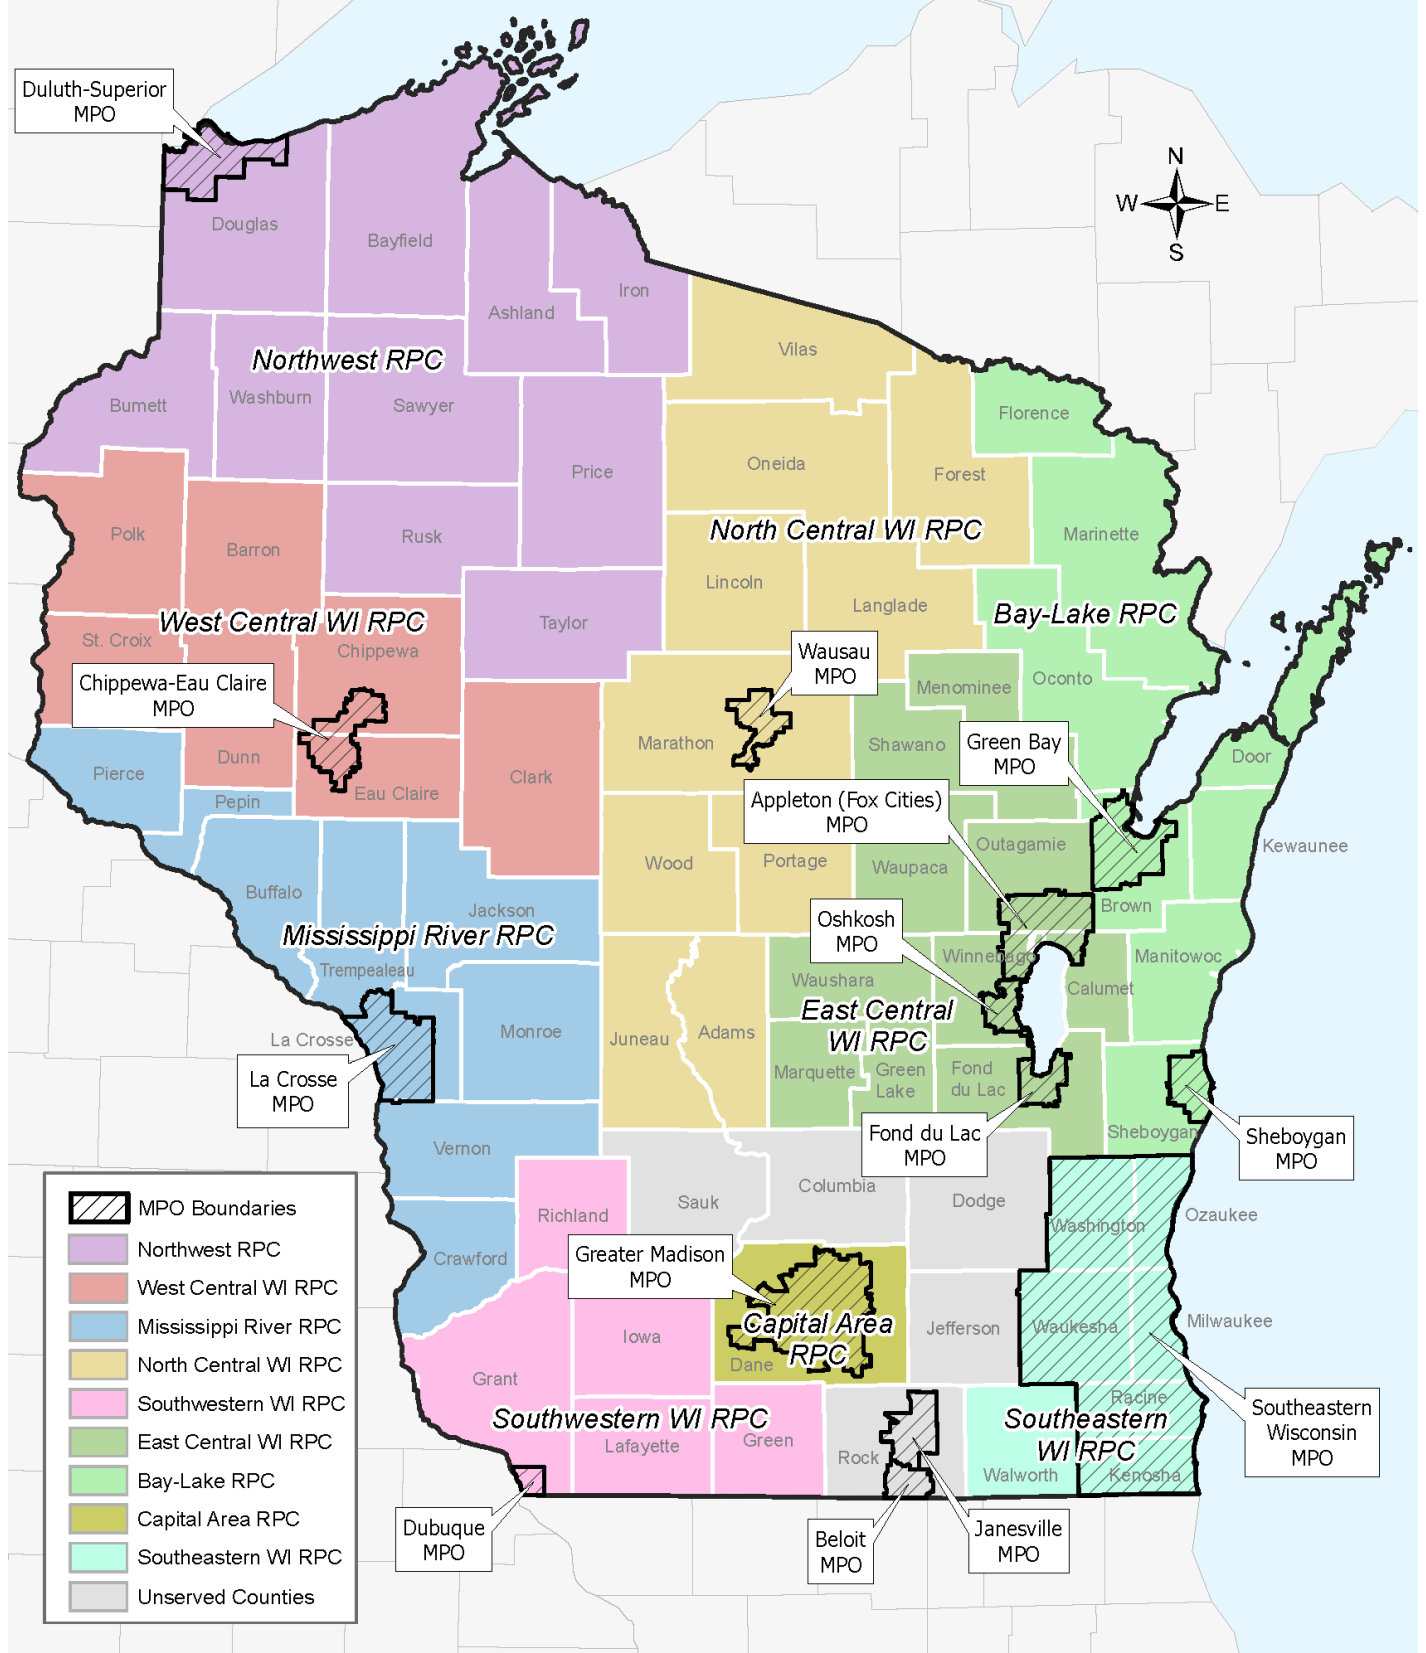 Duluth-Superior
MPO
N
W
E
S
Douglas
Bayfield
Iron
Ashland
Vilas
Northwest RPC
Burnett
Washburn
Sawyer
Florence
Price
Oneida
Forest
Polk
Barron
Rusk
North Central WI RPC
Marinette
Lincoln
Langlade
Taylor
West Central WI RPC
Bay-Lake RPC
St. Croix
Chippewa
Wausau
MPO
Menominee
Oconto
Chippewa-Eau Claire
MPO
Marathon
Shawano
Green Bay
MPO
Door
Pierce
Dunn
Clark
Eau Claire
Pepin
Appleton (Fox Cities)
MPO
Outagamie
Kewaunee
Wood
Portage
Waupaca
Buffalo
Jackson
Brown
Oshkosh
MPO
Mississippi River RPC
Trempealeau
Winnebago
Manitowoc
Waushara
Calumet
East Central
WI RPC
La Crosse
Monroe
Juneau
Adams
La Crosse
MPO
Marquette
Green
Lake
Fond
du Lac
Fond du Lac
MPO
Sheboygan
Sheboygan
MPO
Vernon
Columbia
Sauk
Dodge
Richland
Washington
Ozaukee
Crawford
Greater Madison
MPO
Capital Area
RPC
Iowa
Dane
Jefferson
Waukesha
Milwaukee
Grant
Southwestern WI RPC
Lafayette
Green
Rock
Racine
Southeastern
WI RPC
Walworth
Kenosha
Southeastern
Wisconsin
MPO
Dubuque
MPO
Beloit
MPO
Janesville
MPO
MPO Boundaries
Northwest RPC
West Central WI RPC
Mississippi River RPC
North Central WI RPC
Southwestern WI RPC
East Central WI RPC
Bay-Lake RPC
Capital Area RPC
Southeastern WI RPC
Unserved Counties